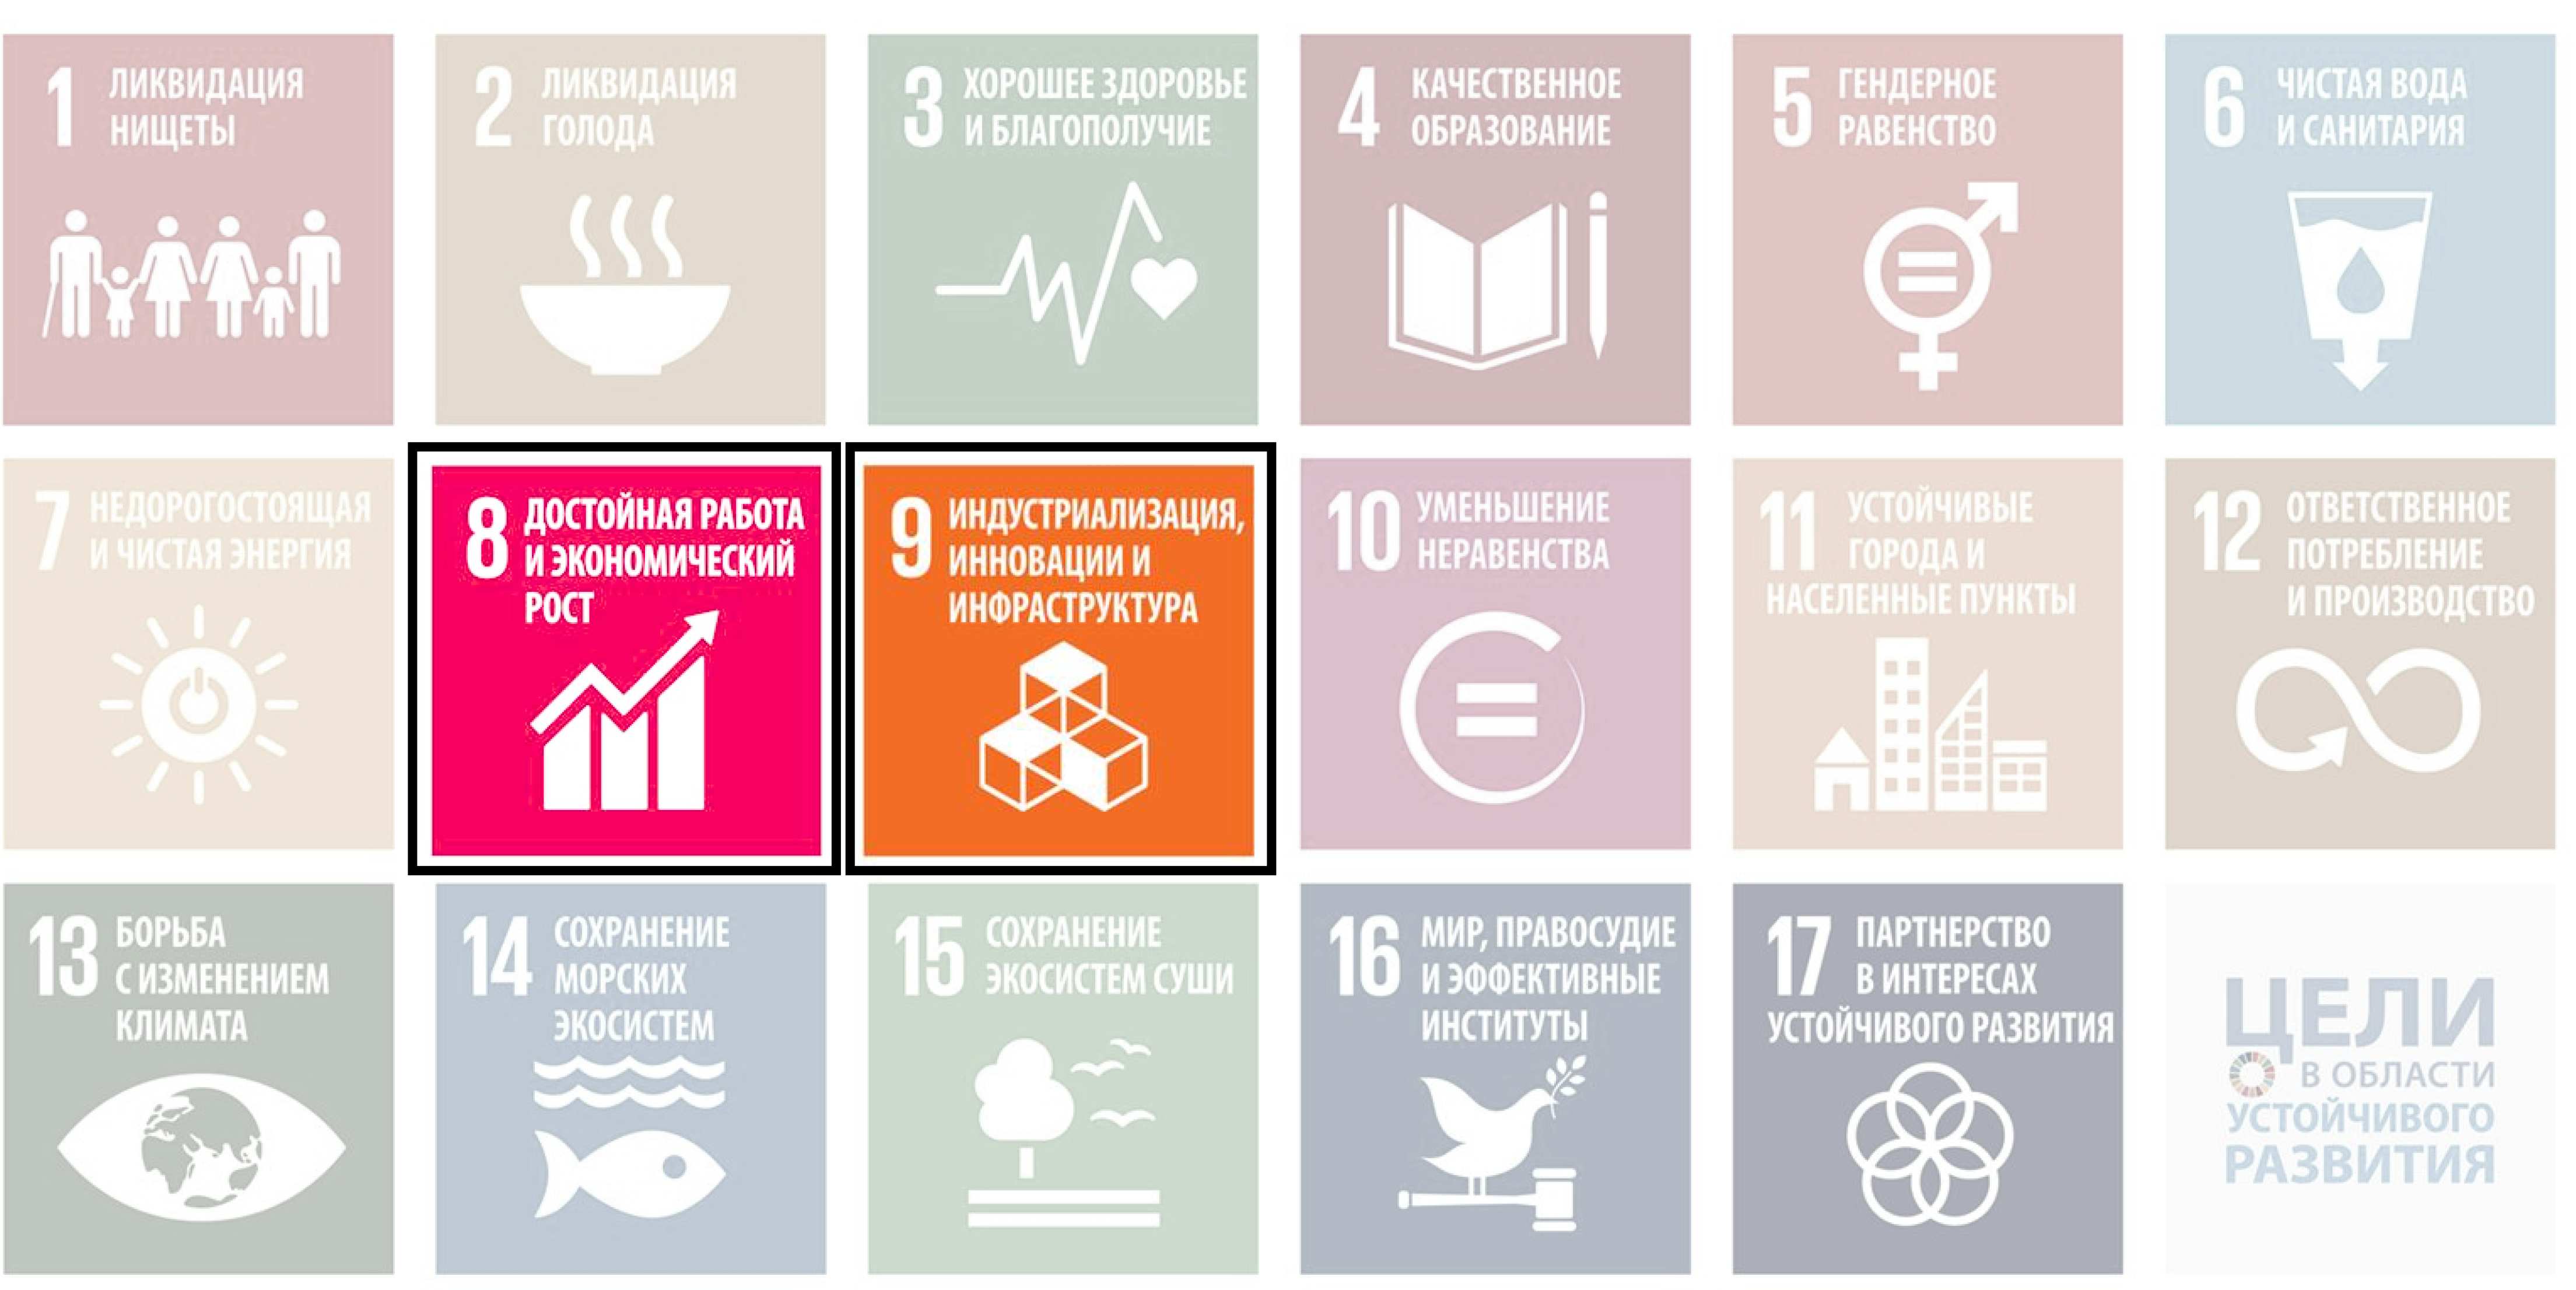 1 ЛИКВИДАЦИЯ
НИЩЕТЫ
2 ЛИКВИДАЦИЯ
ГОЛОДА
3 ХОРОШЕЕ ЗДОРОВЬЕ
И БЛАГОПОЛУЧИЕ
4 КАЧЕСТВЕННОЕ
ОБРАЗОВАНИЕ
5 ГЕНДЕРНОЕ
РАВЕНСТВО
6 ЧИСТАЯ ВОДА
И САНИТАРИЯ
7 НЕДОРОГОСТОЯЩАЯ
И ЧИСТАЯ ЭНЕРГИЯ
8 ДОСТОЙНАЯ РАБОТА
И ЭКОНОМИЧЕСКИЙ
РОСТ
9 ИНДУСТРИАЛИЗАЦИЯ,
ИННОВАЦИИ И
ИНФРАСТРУКТУРА
10 УМЕНЬШЕНИЕ
НЕРАВЕНСТВА
11 УСТОЙЧИВЫЕ
ГОРОДА И
НАСЕЛЕННЫЕ ПУНКТЫ
12 ОТВЕТСТВЕННОЕ
ПОТРЕБЛЕНИЕ
И ПРОИЗВОДСТВО
13 БОРЬБА
С ИЗМЕНЕНИЕМ
КЛИМАТА
14 СОХРАНЕНИЕ
МОРСКИХ
ЭКОСИСТЕМ
15 СОХРАНЕНИЕ
ЭКОСИСТЕМ СУШИ
16 МИР, ПРАВОСУДИЕ
И ЭФФЕКТИВНЫЕ
ИНСТИТУТЫ
17 ПАРТНЕРСТВО
В ИНТЕРЕСАХ
УСТОЙЧИВОГО РАЗВИТИЯ
ЦЕЛИ
В ОБЛАСТИ
УСТОЙЧИВОГО
РАЗВИТИЯ